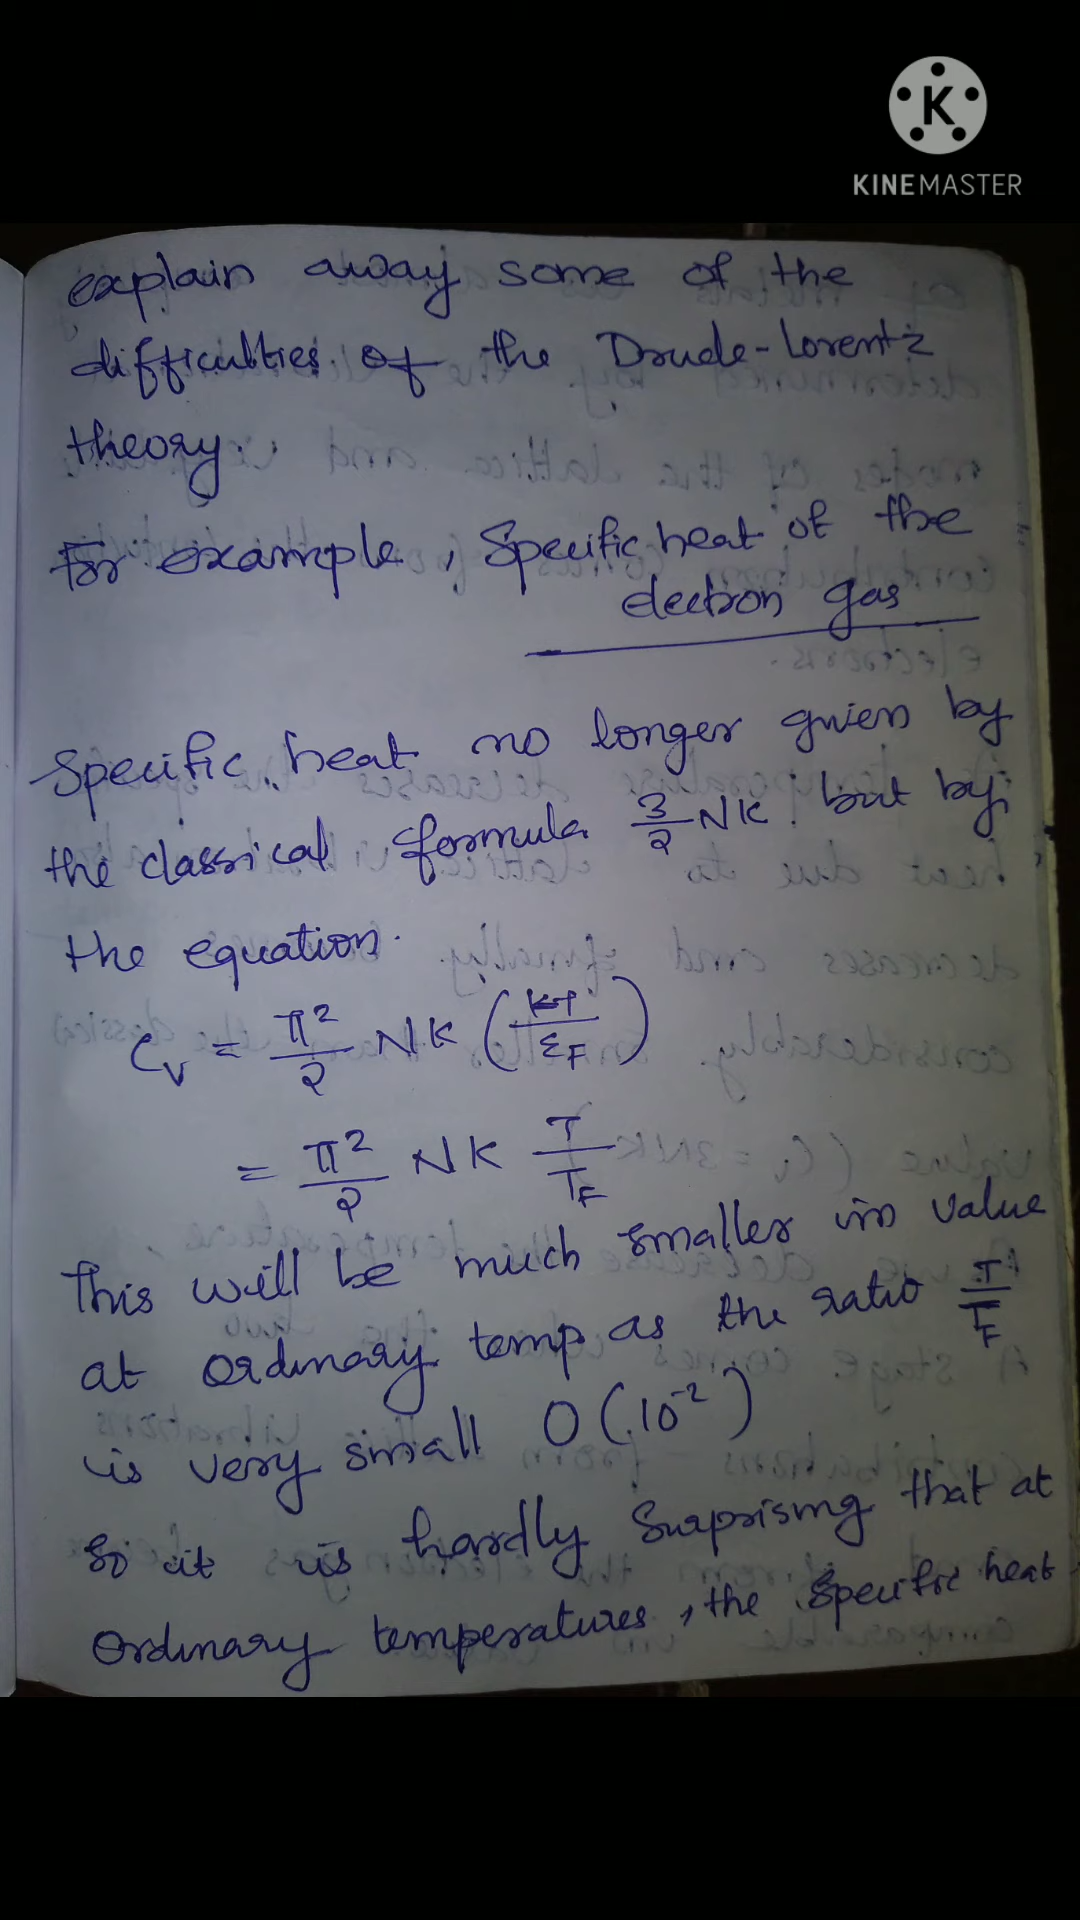 K
KINEMASTER
explain away some of the
difficulties of the Drude-Lorentz
theory.
For example, Specific heat of the
electron gas
Specific heat no longer given by
the classical formula 3/2 NK but by
the equation.
Cv = π²/2 NK (KT/εF)
= π²/2 NK T/TF
This will be much smaller in value
at ordinary temp as the ratio T/TF
is very small O(10⁻²)
So it is hardly surprising that at
Ordinary temperatures, the specific heat